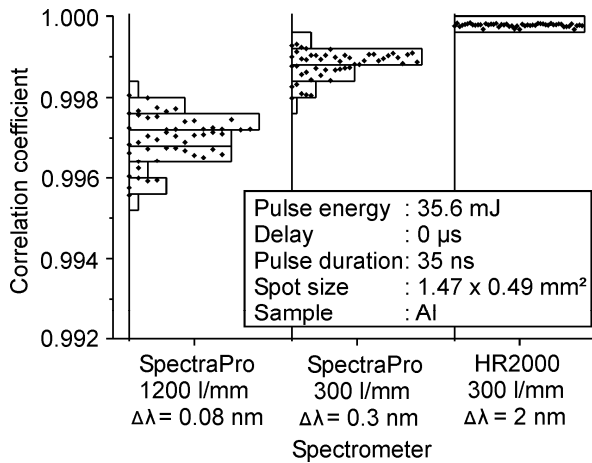 Correlation coefficient
1.000
0.998
0.996
0.994
0.992
Pulse energy : 35.6 mJ
Delay : 0 µs
Pulse duration: 35 ns
Spot size : 1.47 x 0.49 mm²
Sample : Al
SpectraPro
1200 l/mm
Δλ = 0.08 nm
SpectraPro
300 l/mm
Δλ = 0.3 nm
HR2000
300 l/mm
Δλ = 2 nm
Spectrometer